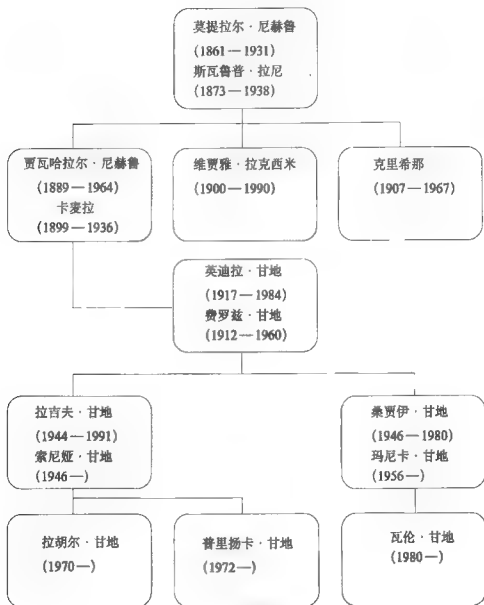 莫提拉尔·尼赫鲁
(1861—1931)
斯瓦鲁普·拉尼
(1873—1938)
贾瓦哈拉尔·尼赫鲁
(1889—1964)
卡麦拉
(1899—1936)
维贾雅·拉克西米
(1900—1990)
克里希那
(1907—1967)
英迪拉·甘地
(1917—1984)
费罗兹·甘地
(1912—1960)
拉吉夫·甘地
(1944—1991)
索尼娅·甘地
(1946—)
桑贾伊·甘地
(1946—1980)
玛尼卡·甘地
(1956—)
拉胡尔·甘地
(1970—)
普里扬卡·甘地
(1972—)
瓦伦·甘地
(1980—)